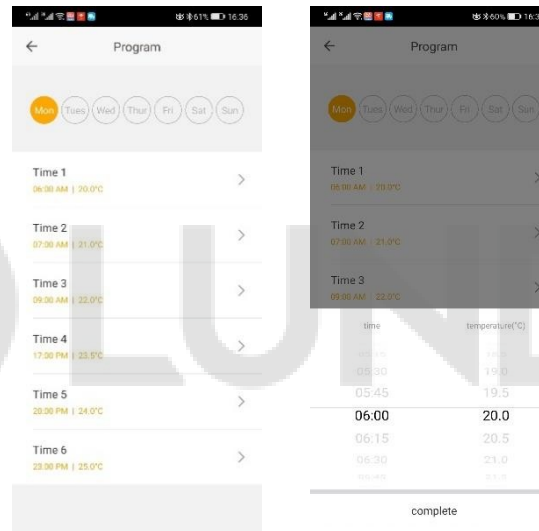 61% 16:36
Program
Mon Tues Wed Thur Fri Sat Sun
Time 1
06:00 AM | 20.0°C
Time 2
07:00 AM | 21.0°C
Time 3
09:00 AM | 22.0°C
Time 4
17:00 PM | 23.5°C
Time 5
20:00 PM | 24.0°C
Time 6
23:00 PM | 25.0°C
60% 16:3
Program
Mon Tues Wed Thur Fri Sat Sun
Time 1
06:00 AM | 20.0°C
Time 2
07:00 AM | 21.0°C
Time 3
09:00 AM | 22.0°C
time temperature(°C)
05:30 19.0
05:45 19.5
06:00 20.0
06:15 20.5
06:30 21.0
complete